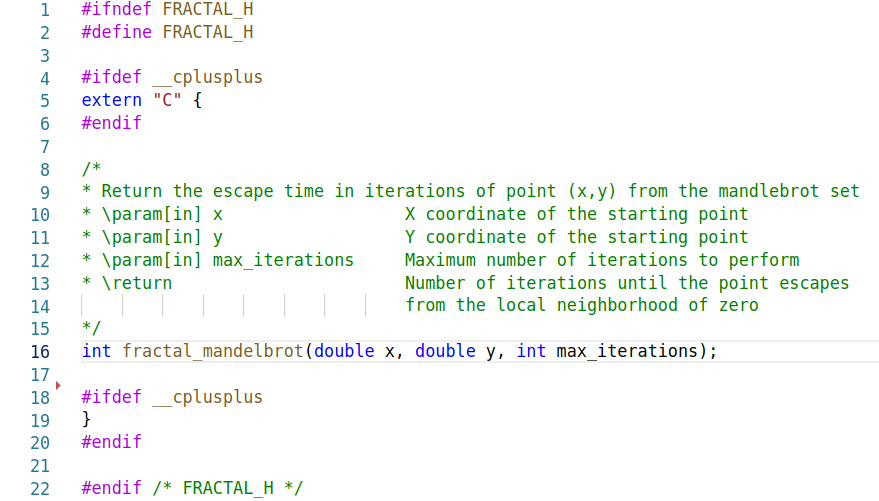 1 #ifndef FRACTAL_H
2 #define FRACTAL_H
3
4 #ifdef __cplusplus
5 extern "C" {
6 #endif
7
8 /*
9 * Return the escape time in iterations of point (x,y) from the mandlebrot set
10 * \param[in] x                    X coordinate of the starting point
11 * \param[in] y                    Y coordinate of the starting point
12 * \param[in] max_iterations     Maximum number of iterations to perform
13 * \return                       Number of iterations until the point escapes
14                                 from the local neighborhood of zero
15 */
16 int fractal_mandelbrot(double x, double y, int max_iterations);
17
18 #ifdef __cplusplus
19 }
20 #endif
21
22 #endif /* FRACTAL_H */